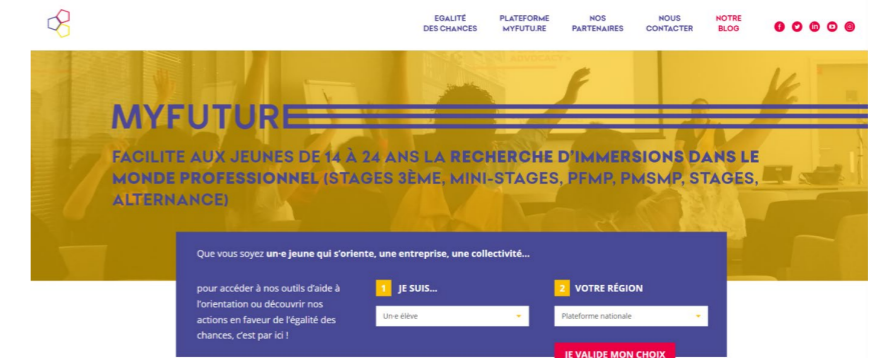 EGALITÉ
DES CHANCES
PLATEFORME
MYFUTU.RE
NOS
PARTENAIRES
NOUS
CONTACTER
NOTRE
BLOG
MYFUTURE
FACILITE AUX JEUNES DE 14 À 24 ANS LA RECHERCHE D'IMMERSIONS DANS LE
MONDE PROFESSIONNEL (STAGES 3ÈME, MINI-STAGES, PFMP, PMSMP, STAGES,
ALTERNANCE)
Que vous soyez un·e jeune qui s'oriente, une entreprise, une collectivité...
pour accéder à nos outils d'aide à
l'orientation ou découvrir nos
actions en faveur de l'égalité des
chances, c'est par ici !
1 JE SUIS...
Un·e élève
2 VOTRE RÉGION
Plateforme nationale
JE VALIDE MON CHOIX